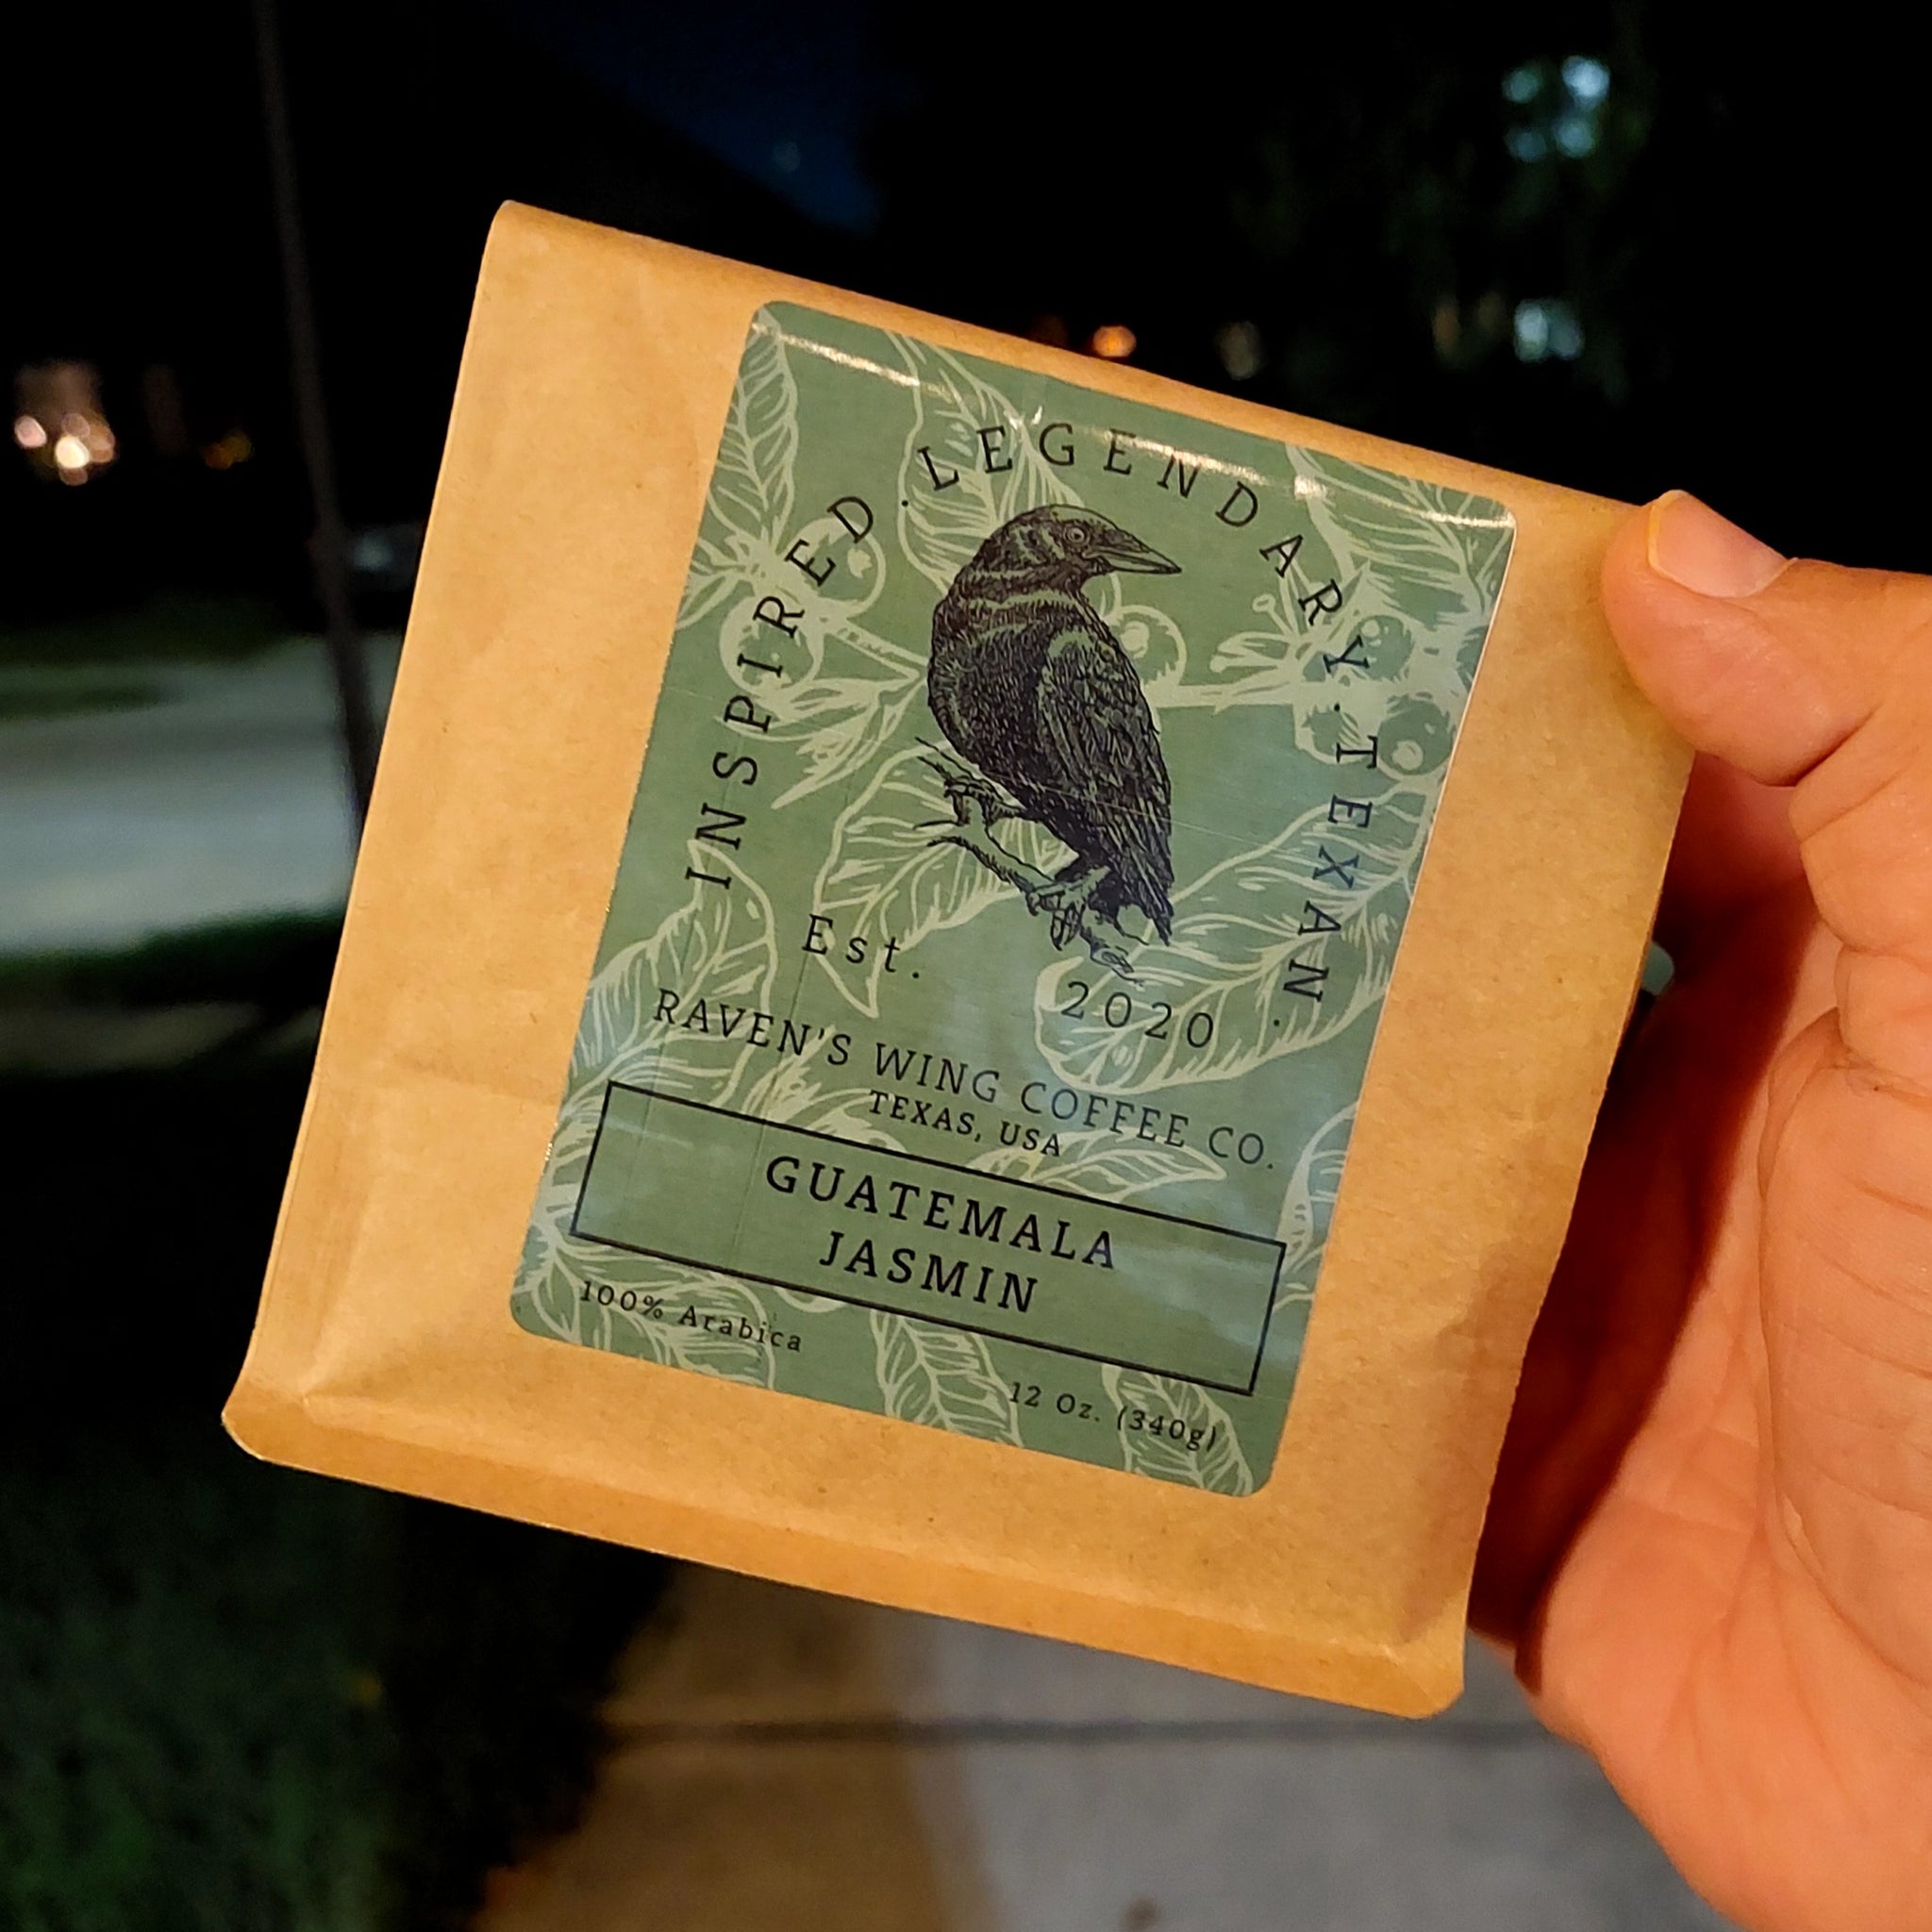 INSPIRED . LEGENDARY . TEXAN .
Est. 2020
RAVEN'S WING COFFEE CO.
TEXAS, USA
GUATEMALA
JASMIN
100% Arabica
12 Oz. (340g)